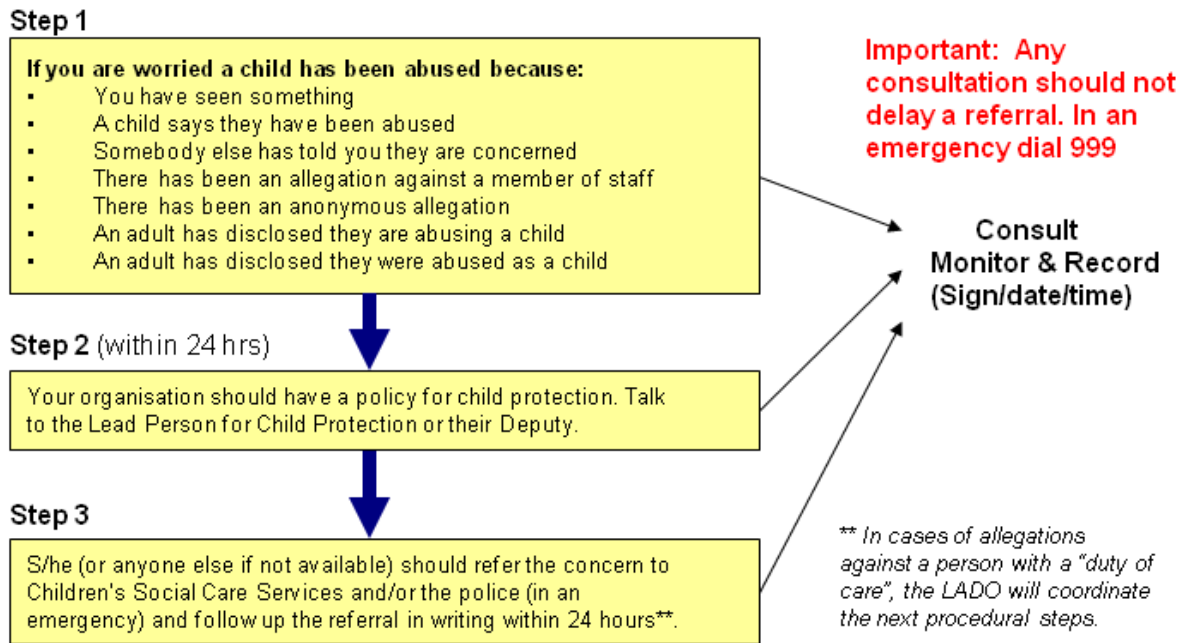 Step 1
If you are worried a child has been abused because:
▪ You have seen something
▪ A child says they have been abused
▪ Somebody else has told you they are concerned
▪ There has been an allegation against a member of staff
▪ There has been an anonymous allegation
▪ An adult has disclosed they are abusing a child
▪ An adult has disclosed they were abused as a child
Important: Any
consultation should not
delay a referral. In an
emergency dial 999
Consult
Monitor & Record
(Sign/date/time)
Step 2 (within 24 hrs)
Your organisation should have a policy for child protection. Talk
to the Lead Person for Child Protection or their Deputy.
Step 3
S/he (or anyone else if not available) should refer the concern to
Children's Social Care Services and/or the police (in an
emergency) and follow up the referral in writing within 24 hours**.
** In cases of allegations
against a person with a “duty of
care”, the LADO will coordinate
the next procedural steps.